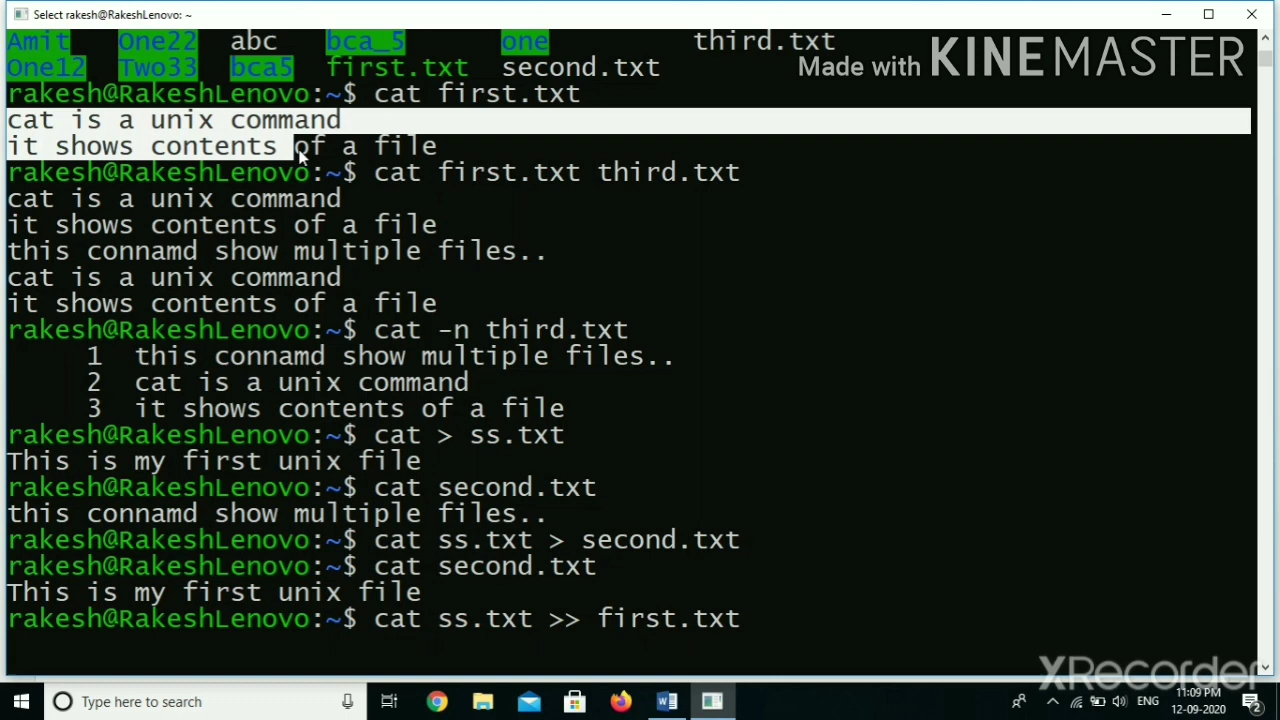 Select rakesh@RakeshLenovo: ~
Amit One22 abc bca_5 one third.txt
One12 Two33 bca5 first.txt second.txt
Made with KINEMASTER
rakesh@RakeshLenovo:~$ cat first.txt
cat is a unix command
it shows contents of a file
rakesh@RakeshLenovo:~$ cat first.txt third.txt
cat is a unix command
it shows contents of a file
this connamd show multiple files..
cat is a unix command
it shows contents of a file
rakesh@RakeshLenovo:~$ cat -n third.txt
1 this connamd show multiple files..
2 cat is a unix command
3 it shows contents of a file
rakesh@RakeshLenovo:~$ cat > ss.txt
This is my first unix file
rakesh@RakeshLenovo:~$ cat second.txt
this connamd show multiple files..
rakesh@RakeshLenovo:~$ cat ss.txt > second.txt
rakesh@RakeshLenovo:~$ cat second.txt
This is my first unix file
rakesh@RakeshLenovo:~$ cat ss.txt >> first.txt
XRecorder
Type here to search
ENG
11:09 PM
12-09-2020
2